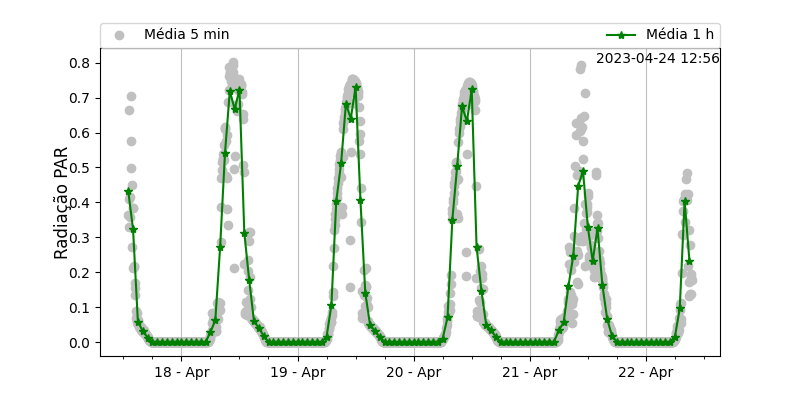 Média 5 min
Média 1 h
2023-04-24 12:56
Radiação PAR
0.8
0.7
0.6
0.5
0.4
0.3
0.2
0.1
0.0
18 - Apr
19 - Apr
20 - Apr
21 - Apr
22 - Apr